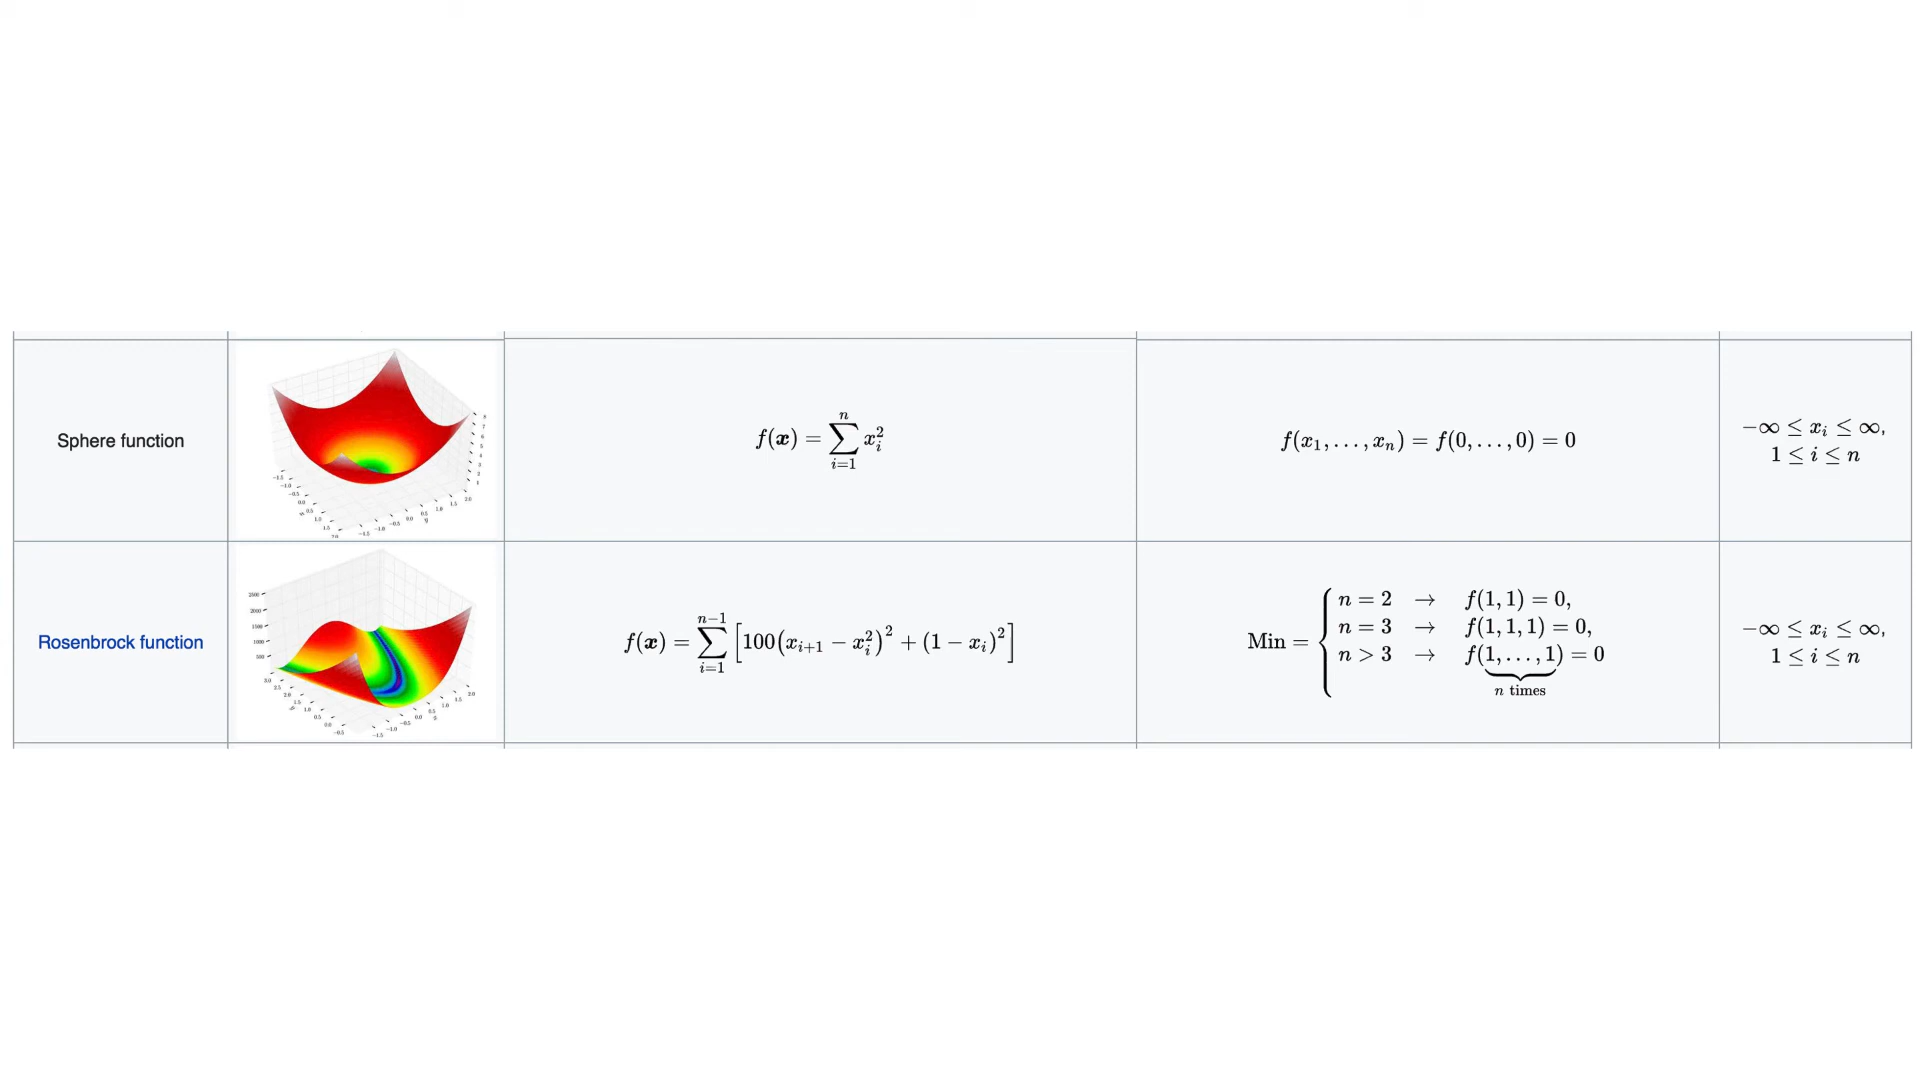 Sphere function
f(x) = ∑_{i=1}^{n} x_i^2
f(x_1, …, x_n) = f(0, …, 0) = 0
−∞ ≤ x_i ≤ ∞,
1 ≤ i ≤ n
Rosenbrock function
f(x) = ∑_{i=1}^{n−1} [100(x_{i+1} − x_i^2)^2 + (1 − x_i)^2]
Min = { n = 2 → f(1, 1) = 0,
n = 3 → f(1, 1, 1) = 0,
n > 3 → f(1, …, 1) = 0
n times
−∞ ≤ x_i ≤ ∞,
1 ≤ i ≤ n